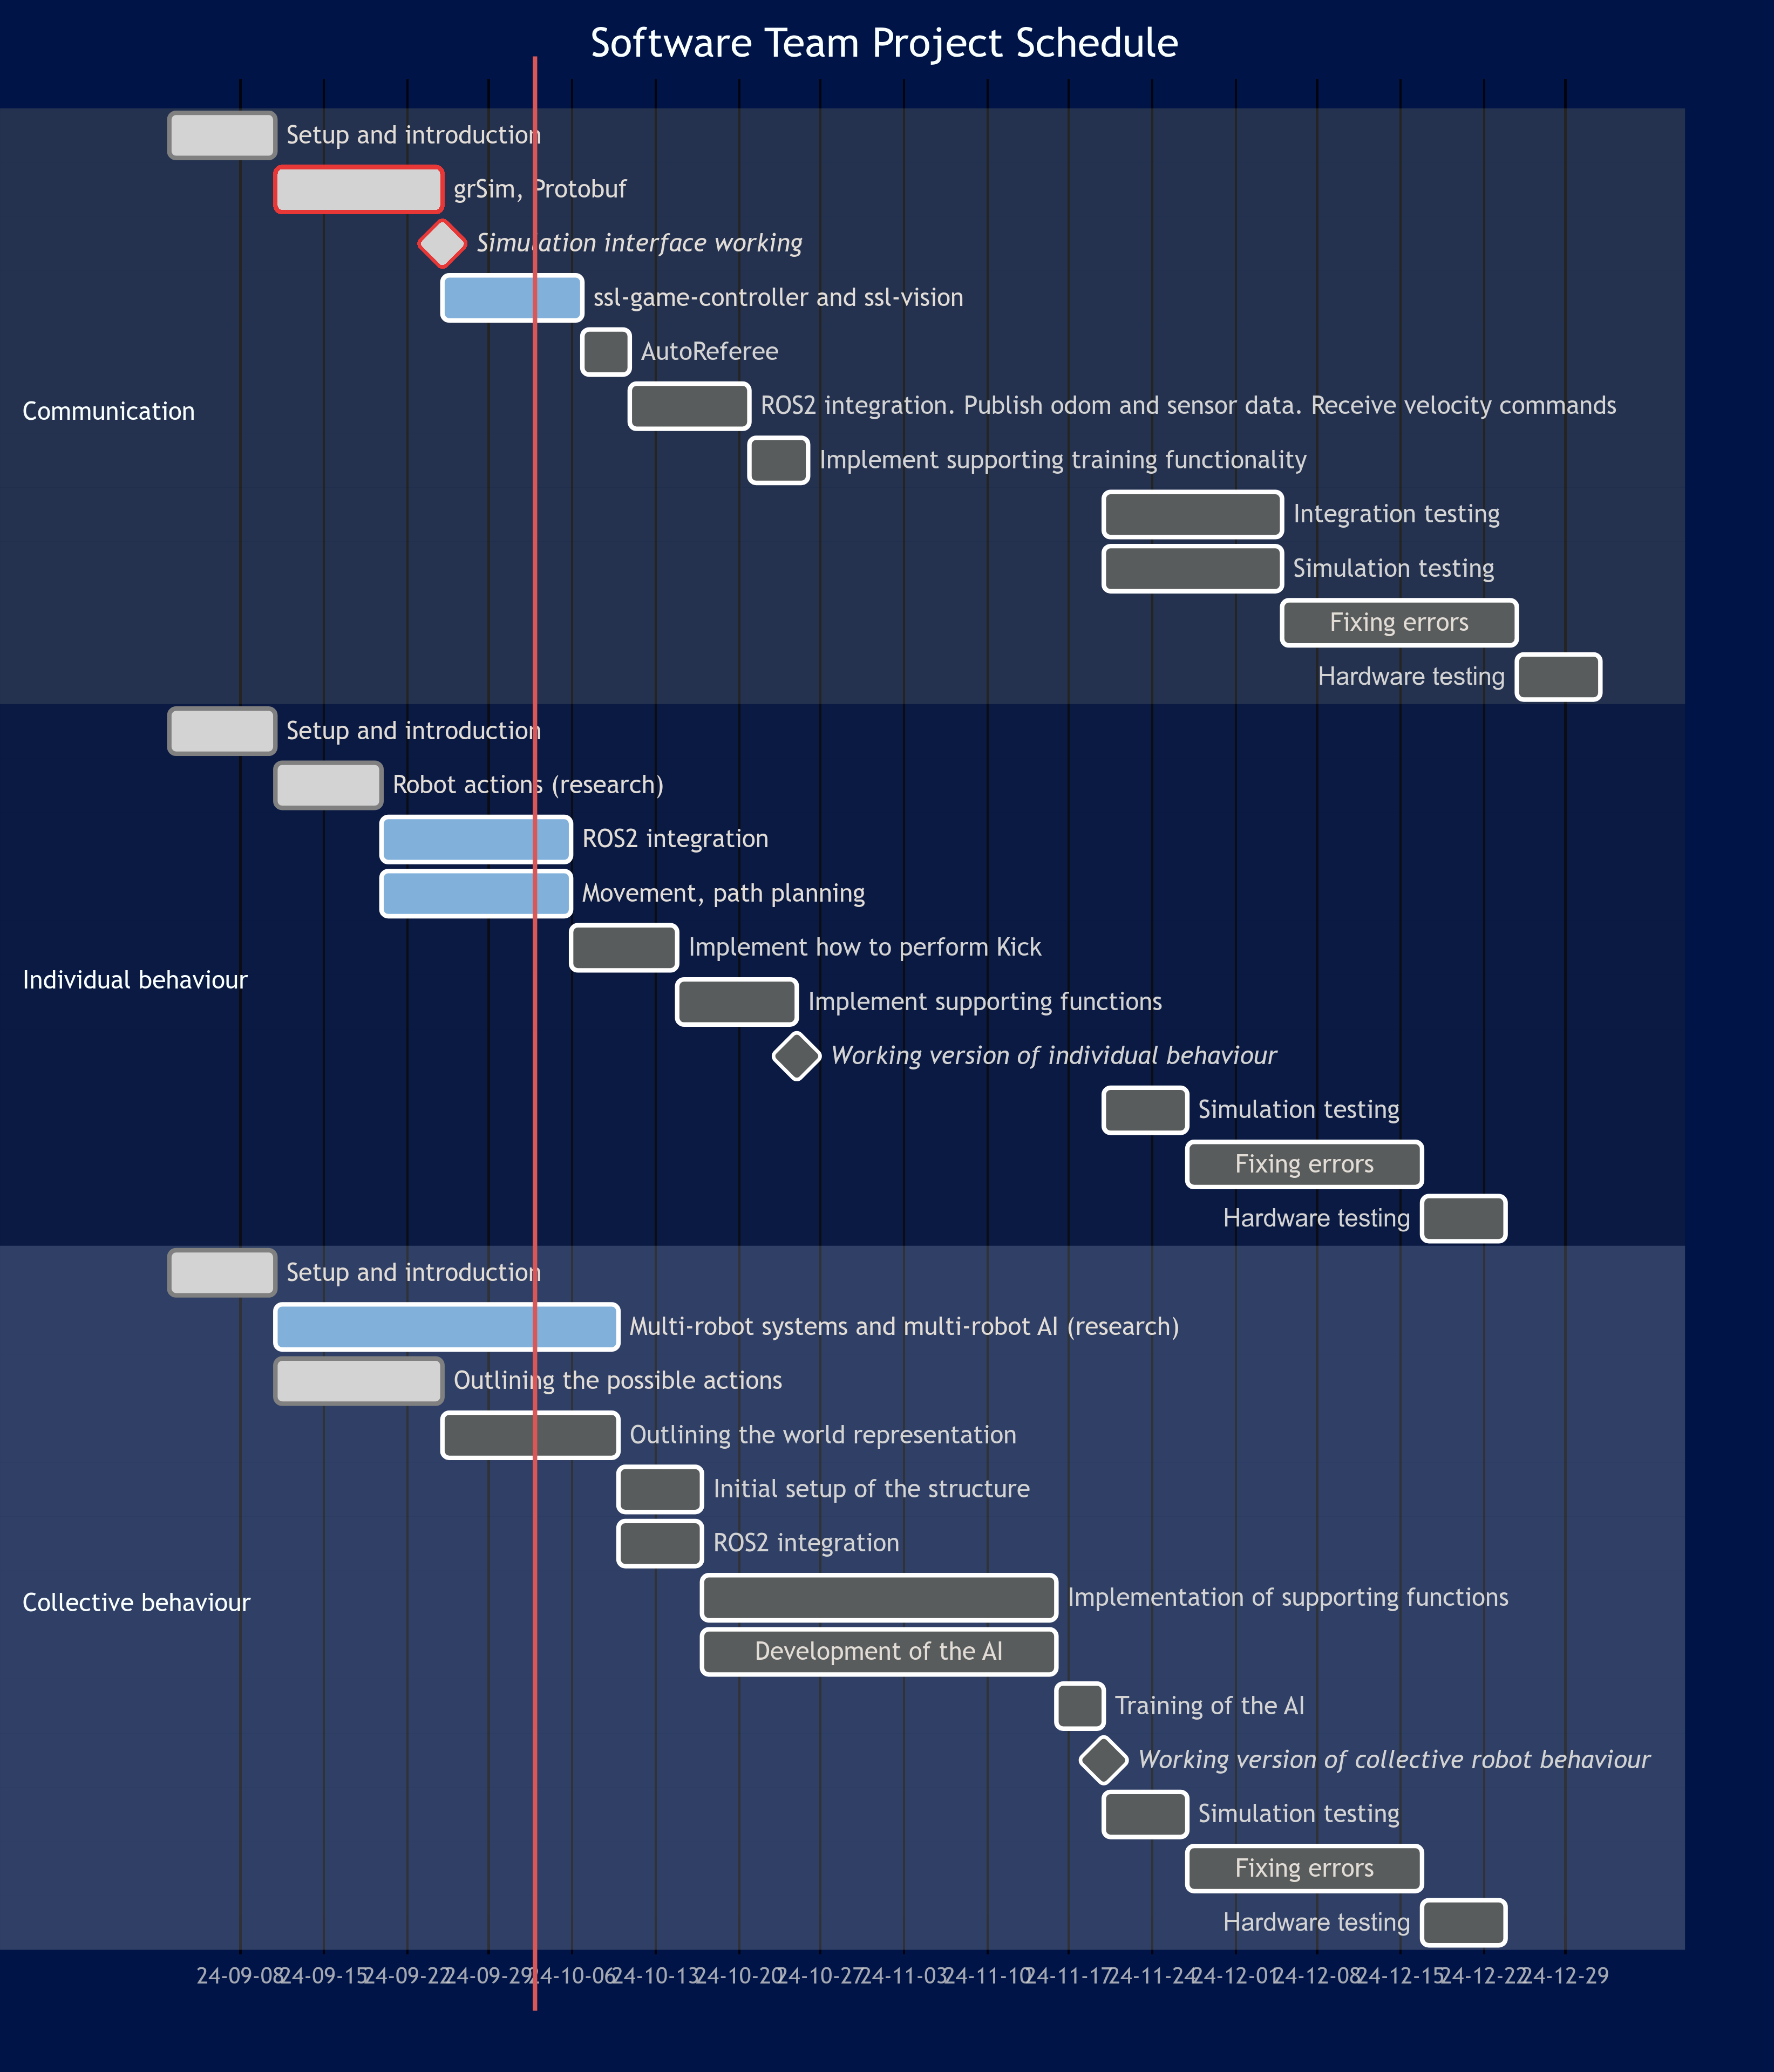 Software Team Project Schedule
Setup and introduction
grSim, Protobuf
Simulation interface working
ssl-game-controller and ssl-vision
AutoReferee
Communication
ROS2 integration. Publish odom and sensor data. Receive velocity commands
Implement supporting training functionality
Integration testing
Simulation testing
Fixing errors
Hardware testing
Setup and introduction
Robot actions (research)
ROS2 integration
Movement, path planning
Implement how to perform Kick
Individual behaviour
Implement supporting functions
Working version of individual behaviour
Simulation testing
Fixing errors
Hardware testing
Setup and introduction
Multi-robot systems and multi-robot AI (research)
Outlining the possible actions
Outlining the world representation
Initial setup of the structure
ROS2 integration
Collective behaviour
Implementation of supporting functions
Development of the AI
Training of the AI
Working version of collective robot behaviour
Simulation testing
Fixing errors
Hardware testing
24-09-08 24-09-15 24-09-22 24-09-29 24-10-06 24-10-13 24-10-20 24-10-27 24-11-03 24-11-10 24-11-17 24-11-24 24-12-01 24-12-08 24-12-15 24-12-22 24-12-29